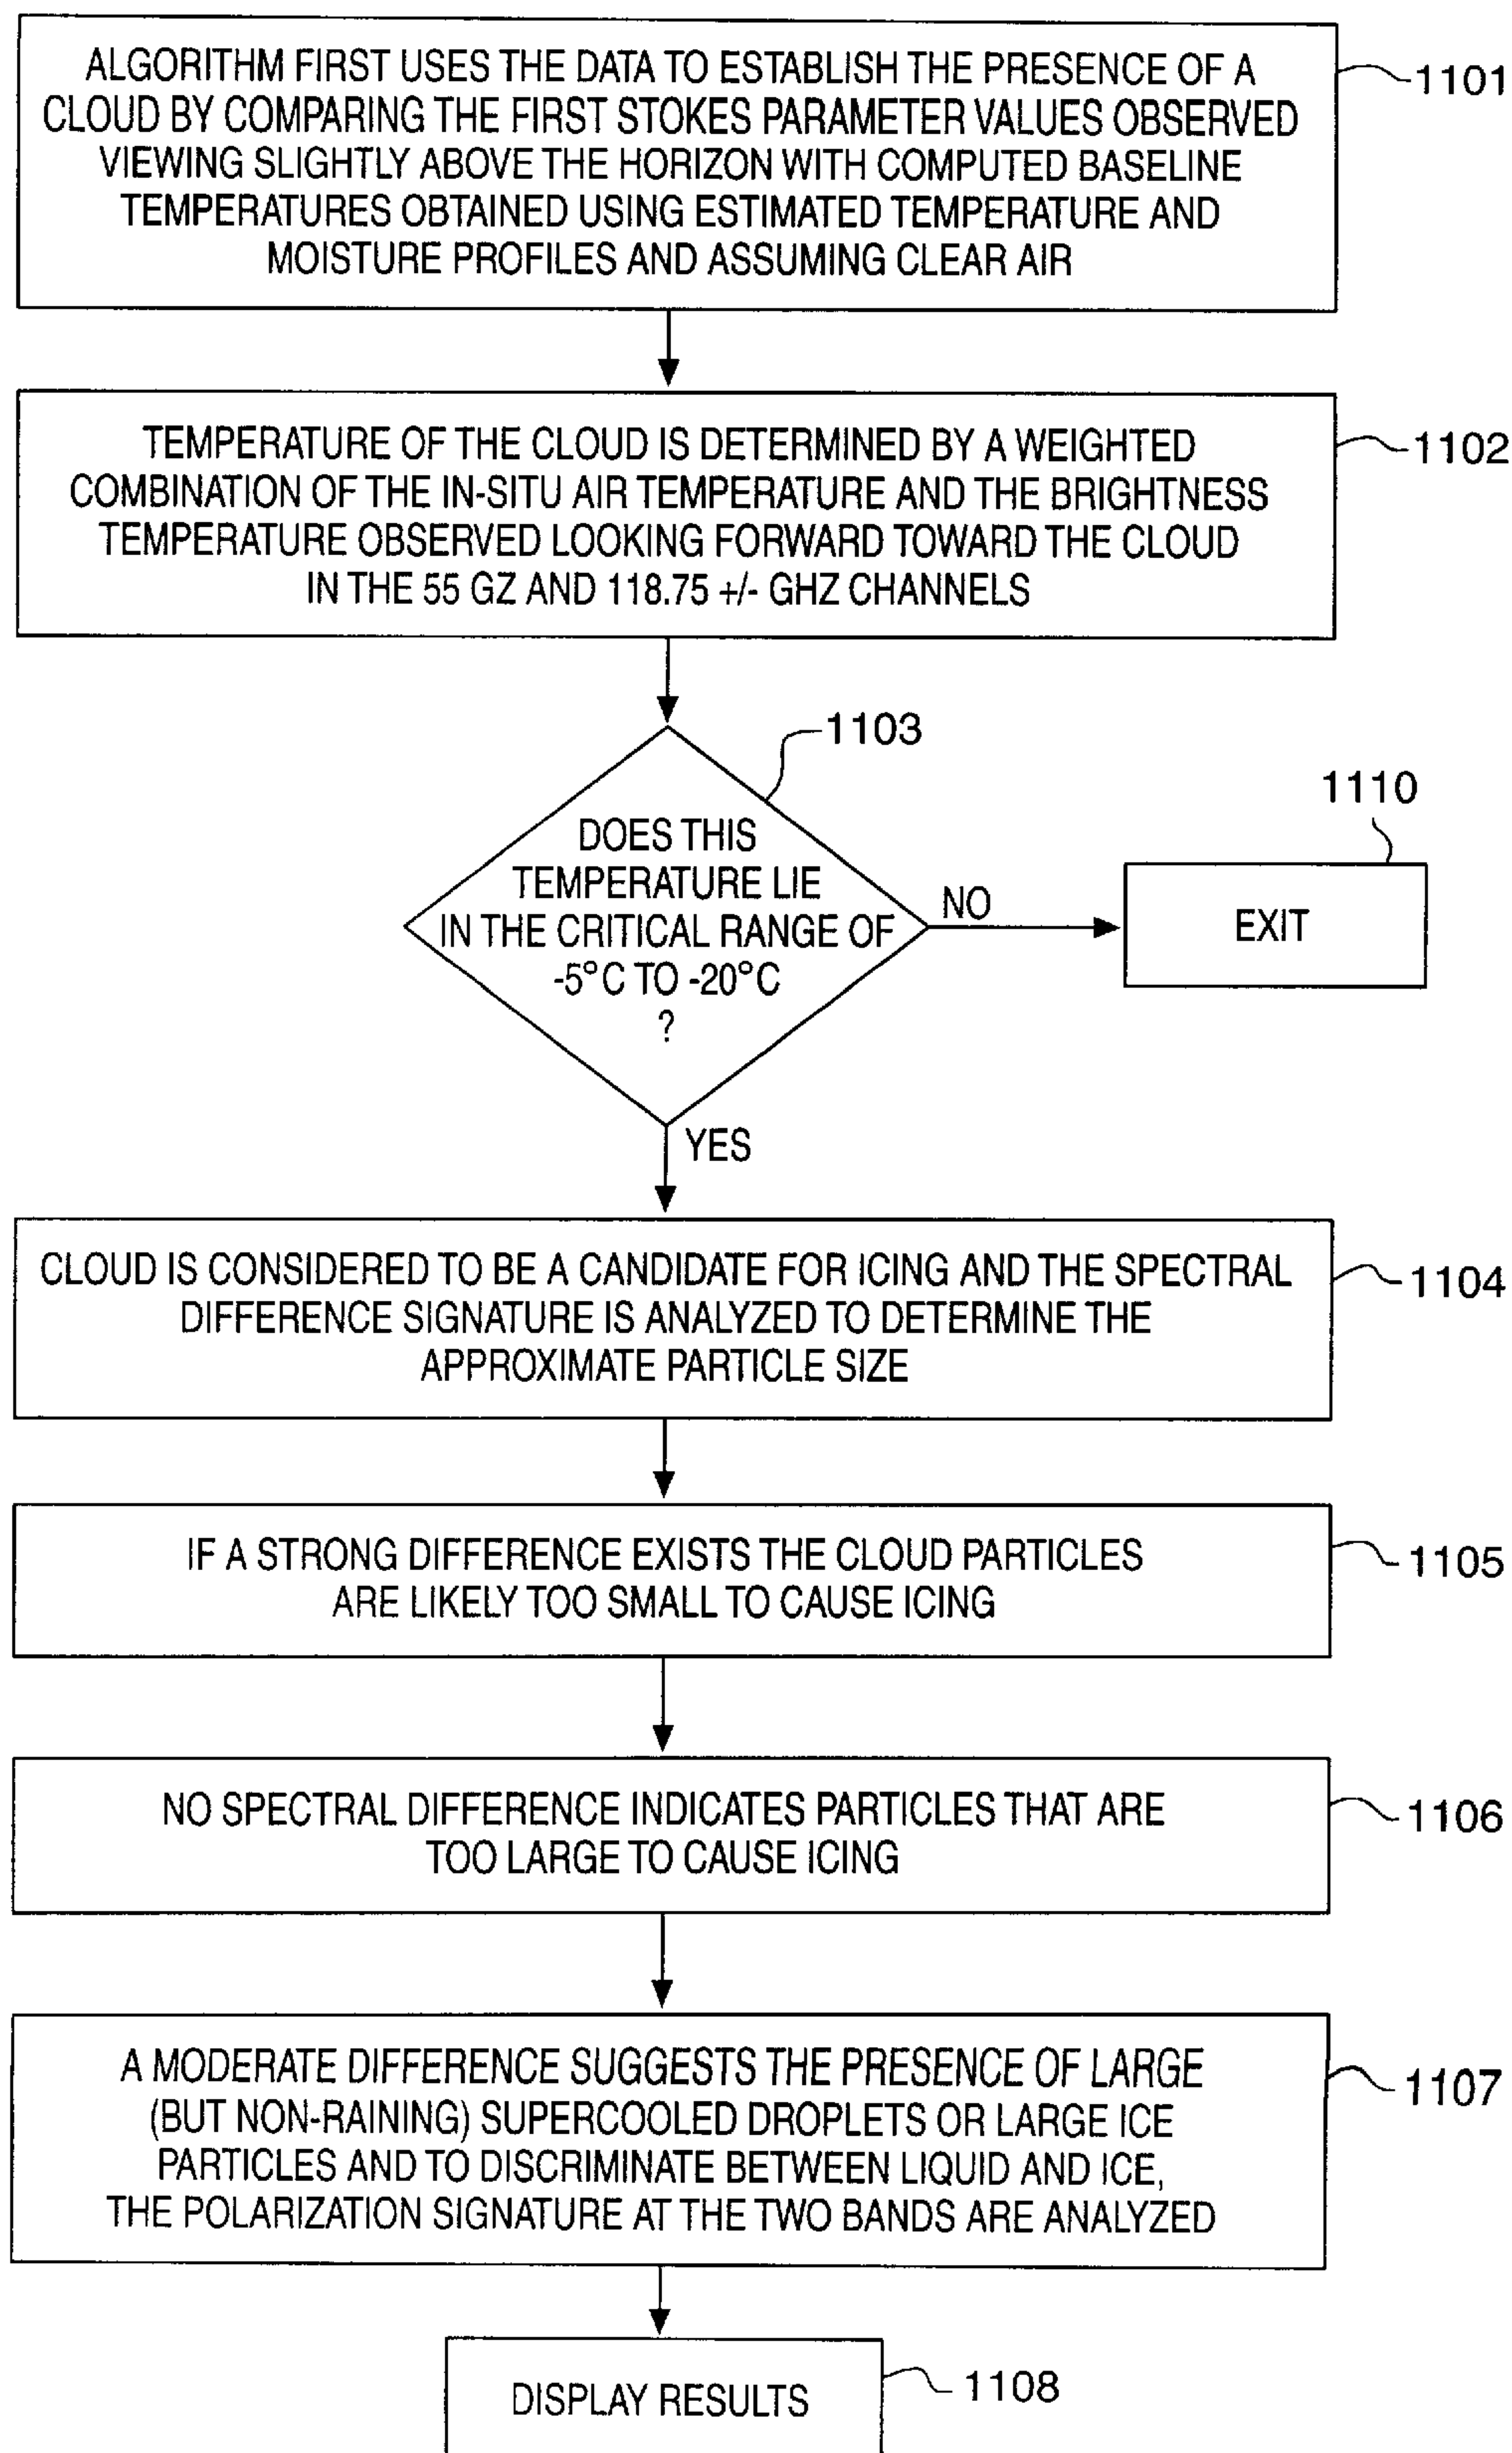 ALGORITHM FIRST USES THE DATA TO ESTABLISH THE PRESENCE OF A
CLOUD BY COMPARING THE FIRST STOKES PARAMETER VALUES OBSERVED
VIEWING SLIGHTLY ABOVE THE HORIZON WITH COMPUTED BASELINE
TEMPERATURES OBTAINED USING ESTIMATED TEMPERATURE AND
MOISTURE PROFILES AND ASSUMING CLEAR AIR
1101
TEMPERATURE OF THE CLOUD IS DETERMINED BY A WEIGHTED
COMBINATION OF THE IN-SITU AIR TEMPERATURE AND THE BRIGHTNESS
TEMPERATURE OBSERVED LOOKING FORWARD TOWARD THE CLOUD
IN THE 55 GZ AND 118.75 +/- GHZ CHANNELS
1102
1103
DOES THIS
TEMPERATURE LIE
IN THE CRITICAL RANGE OF
-5°C TO -20°C
?
NO
1110
EXIT
YES
CLOUD IS CONSIDERED TO BE A CANDIDATE FOR ICING AND THE SPECTRAL
DIFFERENCE SIGNATURE IS ANALYZED TO DETERMINE THE
APPROXIMATE PARTICLE SIZE
1104
IF A STRONG DIFFERENCE EXISTS THE CLOUD PARTICLES
ARE LIKELY TOO SMALL TO CAUSE ICING
1105
NO SPECTRAL DIFFERENCE INDICATES PARTICLES THAT ARE
TOO LARGE TO CAUSE ICING
1106
A MODERATE DIFFERENCE SUGGESTS THE PRESENCE OF LARGE
(BUT NON-RAINING) SUPERCOOLED DROPLETS OR LARGE ICE
PARTICLES AND TO DISCRIMINATE BETWEEN LIQUID AND ICE,
THE POLARIZATION SIGNATURE AT THE TWO BANDS ARE ANALYZED
1107
DISPLAY RESULTS
1108